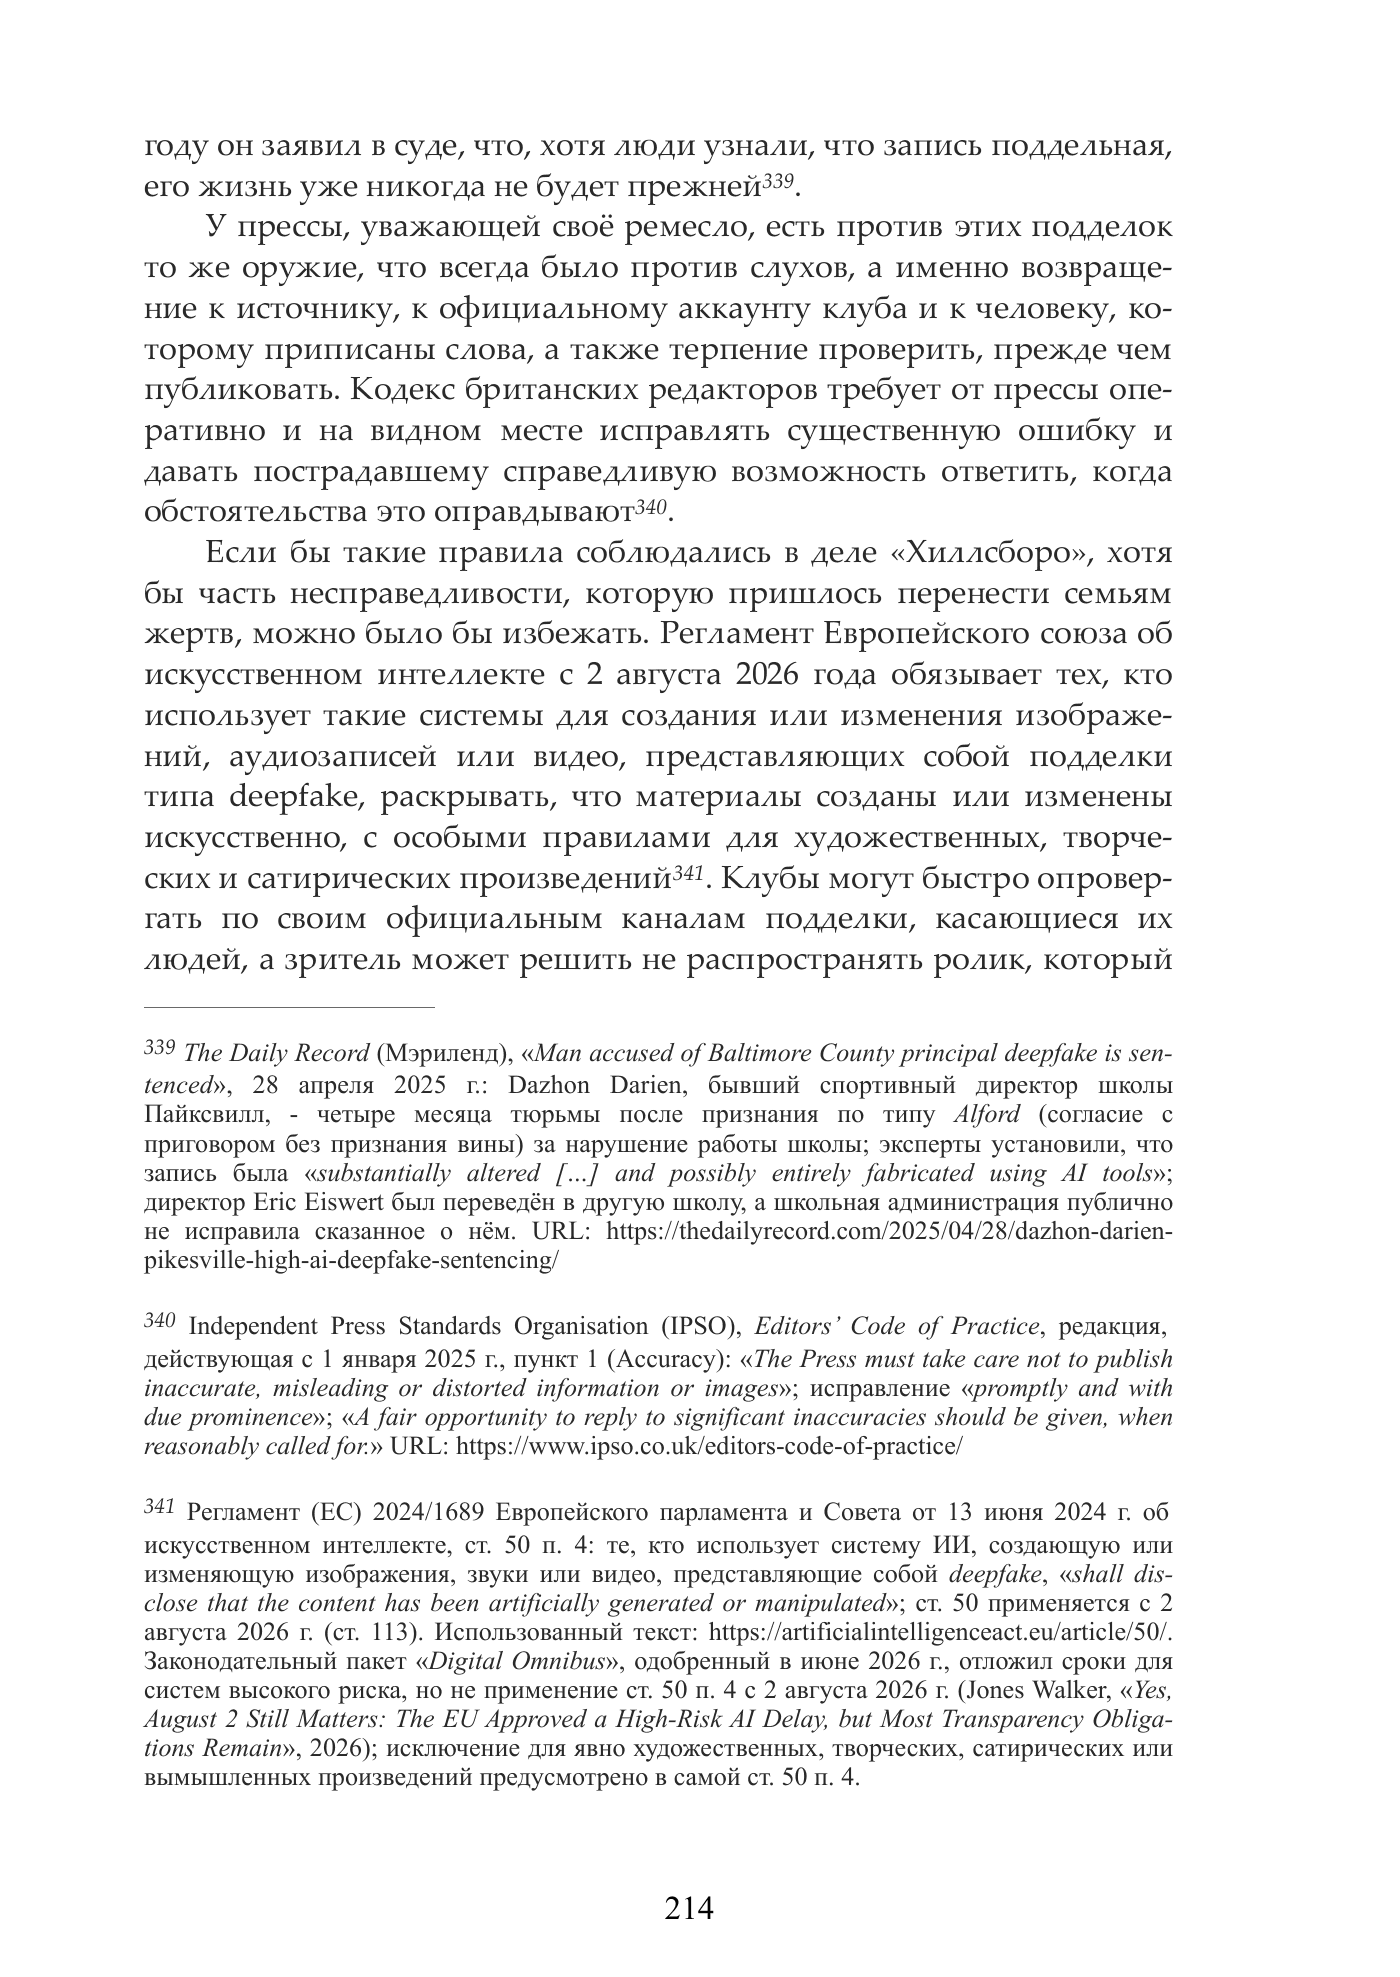 году он заявил в суде, что, хотя люди узнали, что запись поддельная,
его жизнь уже никогда не будет прежней339.
У прессы, уважающей своё ремесло, есть против этих подделок
то же оружие, что всегда было против слухов, а именно возвраще-
ние к источнику, к официальному аккаунту клуба и к человеку, ко-
торому приписаны слова, а также терпение проверить, прежде чем
публиковать. Кодекс британских редакторов требует от прессы опе-
ративно и на видном месте исправлять существенную ошибку и
давать пострадавшему справедливую возможность ответить, когда
обстоятельства это оправдывают340.
Если бы такие правила соблюдались в деле «Хиллсборо», хотя
бы часть несправедливости, которую пришлось перенести семьям
жертв, можно было бы избежать. Регламент Европейского союза об
искусственном интеллекте с 2 августа 2026 года обязывает тех, кто
использует такие системы для создания или изменения изображе-
ний, аудиозаписей или видео, представляющих собой подделки
типа deepfake, раскрывать, что материалы созданы или изменены
искусственно, с особыми правилами для художественных, творче-
ских и сатирических произведений341. Клубы могут быстро опровер-
гать по своим официальным каналам подделки, касающиеся их
людей, а зритель может решить не распространять ролик, который
339 The Daily Record (Мэриленд), «Man accused of Baltimore County principal deepfake is sen-
tenced», 28 апреля 2025 г.: Dazhon Darien, бывший спортивный директор школы
Пайксвилл, - четыре месяца тюрьмы после признания по типу Alford (согласие с
приговором без признания вины) за нарушение работы школы; эксперты установили, что
запись была «substantially altered [...] and possibly entirely fabricated using AI tools»;
директор Eric Eiswert был переведён в другую школу, а школьная администрация публично
не исправила сказанное о нём. URL: https://thedailyrecord.com/2025/04/28/dazhon-darien-
pikesville-high-ai-deepfake-sentencing/
340 Independent Press Standards Organisation (IPSO), Editors’ Code of Practice, редакция,
действующая с 1 января 2025 г., пункт 1 (Accuracy): «The Press must take care not to publish
inaccurate, misleading or distorted information or images»; исправление «promptly and with
due prominence»; «A fair opportunity to reply to significant inaccuracies should be given, when
reasonably called for.» URL: https://www.ipso.co.uk/editors-code-of-practice/
341 Регламент (ЕС) 2024/1689 Европейского парламента и Совета от 13 июня 2024 г. об
искусственном интеллекте, ст. 50 п. 4: те, кто использует систему ИИ, создающую или
изменяющую изображения, звуки или видео, представляющие собой deepfake, «shall dis-
close that the content has been artificially generated or manipulated»; ст. 50 применяется с 2
августа 2026 г. (ст. 113). Использованный текст: https://artificialintelligenceact.eu/article/50/.
Законодательный пакет «Digital Omnibus», одобренный в июне 2026 г., отложил сроки для
систем высокого риска, но не применение ст. 50 п. 4 с 2 августа 2026 г. (Jones Walker, «Yes,
August 2 Still Matters: The EU Approved a High-Risk AI Delay, but Most Transparency Obliga-
tions Remain», 2026); исключение для явно художественных, творческих, сатирических или
вымышленных произведений предусмотрено в самой ст. 50 п. 4.
214